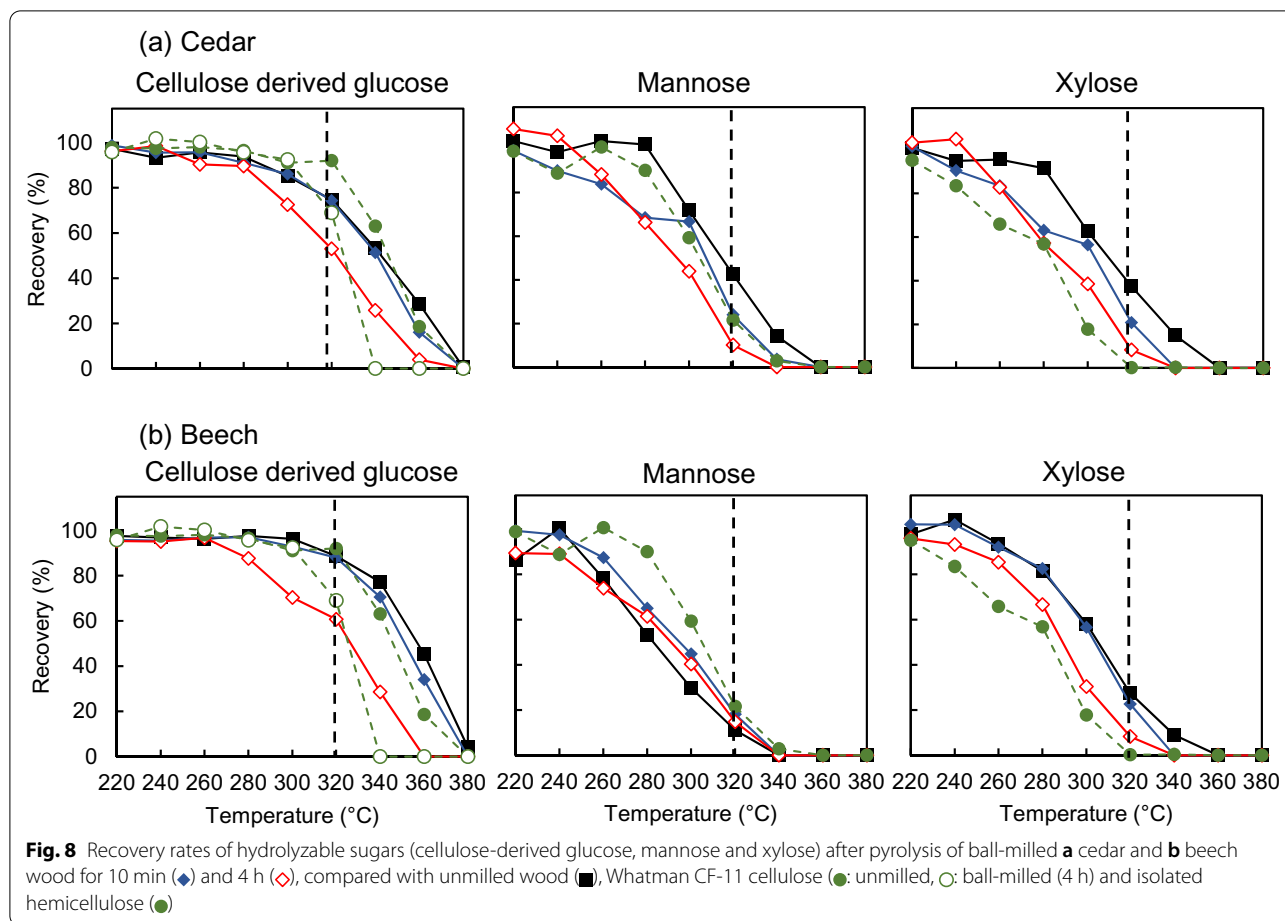 (a) Cedar
Cellulose derived glucose
Mannose
Xylose
Recovery (%)
100
80
60
40
20
0
(b) Beech
Cellulose derived glucose
Mannose
Xylose
Recovery (%)
100
80
60
40
20
0
220 240 260 280 300 320 340 360 380
220 240 260 280 300 320 340 360 380
220 240 260 280 300 320 340 360 380
Temperature (°C)
Temperature (°C)
Temperature (°C)
Fig. 8 Recovery rates of hydrolyzable sugars (cellulose-derived glucose, mannose and xylose) after pyrolysis of ball-milled a cedar and b beech
wood for 10 min (◆) and 4 h (◇), compared with unmilled wood (■), Whatman CF-11 cellulose (●: unmilled, ○: ball-milled (4 h) and isolated
hemicellulose (●)